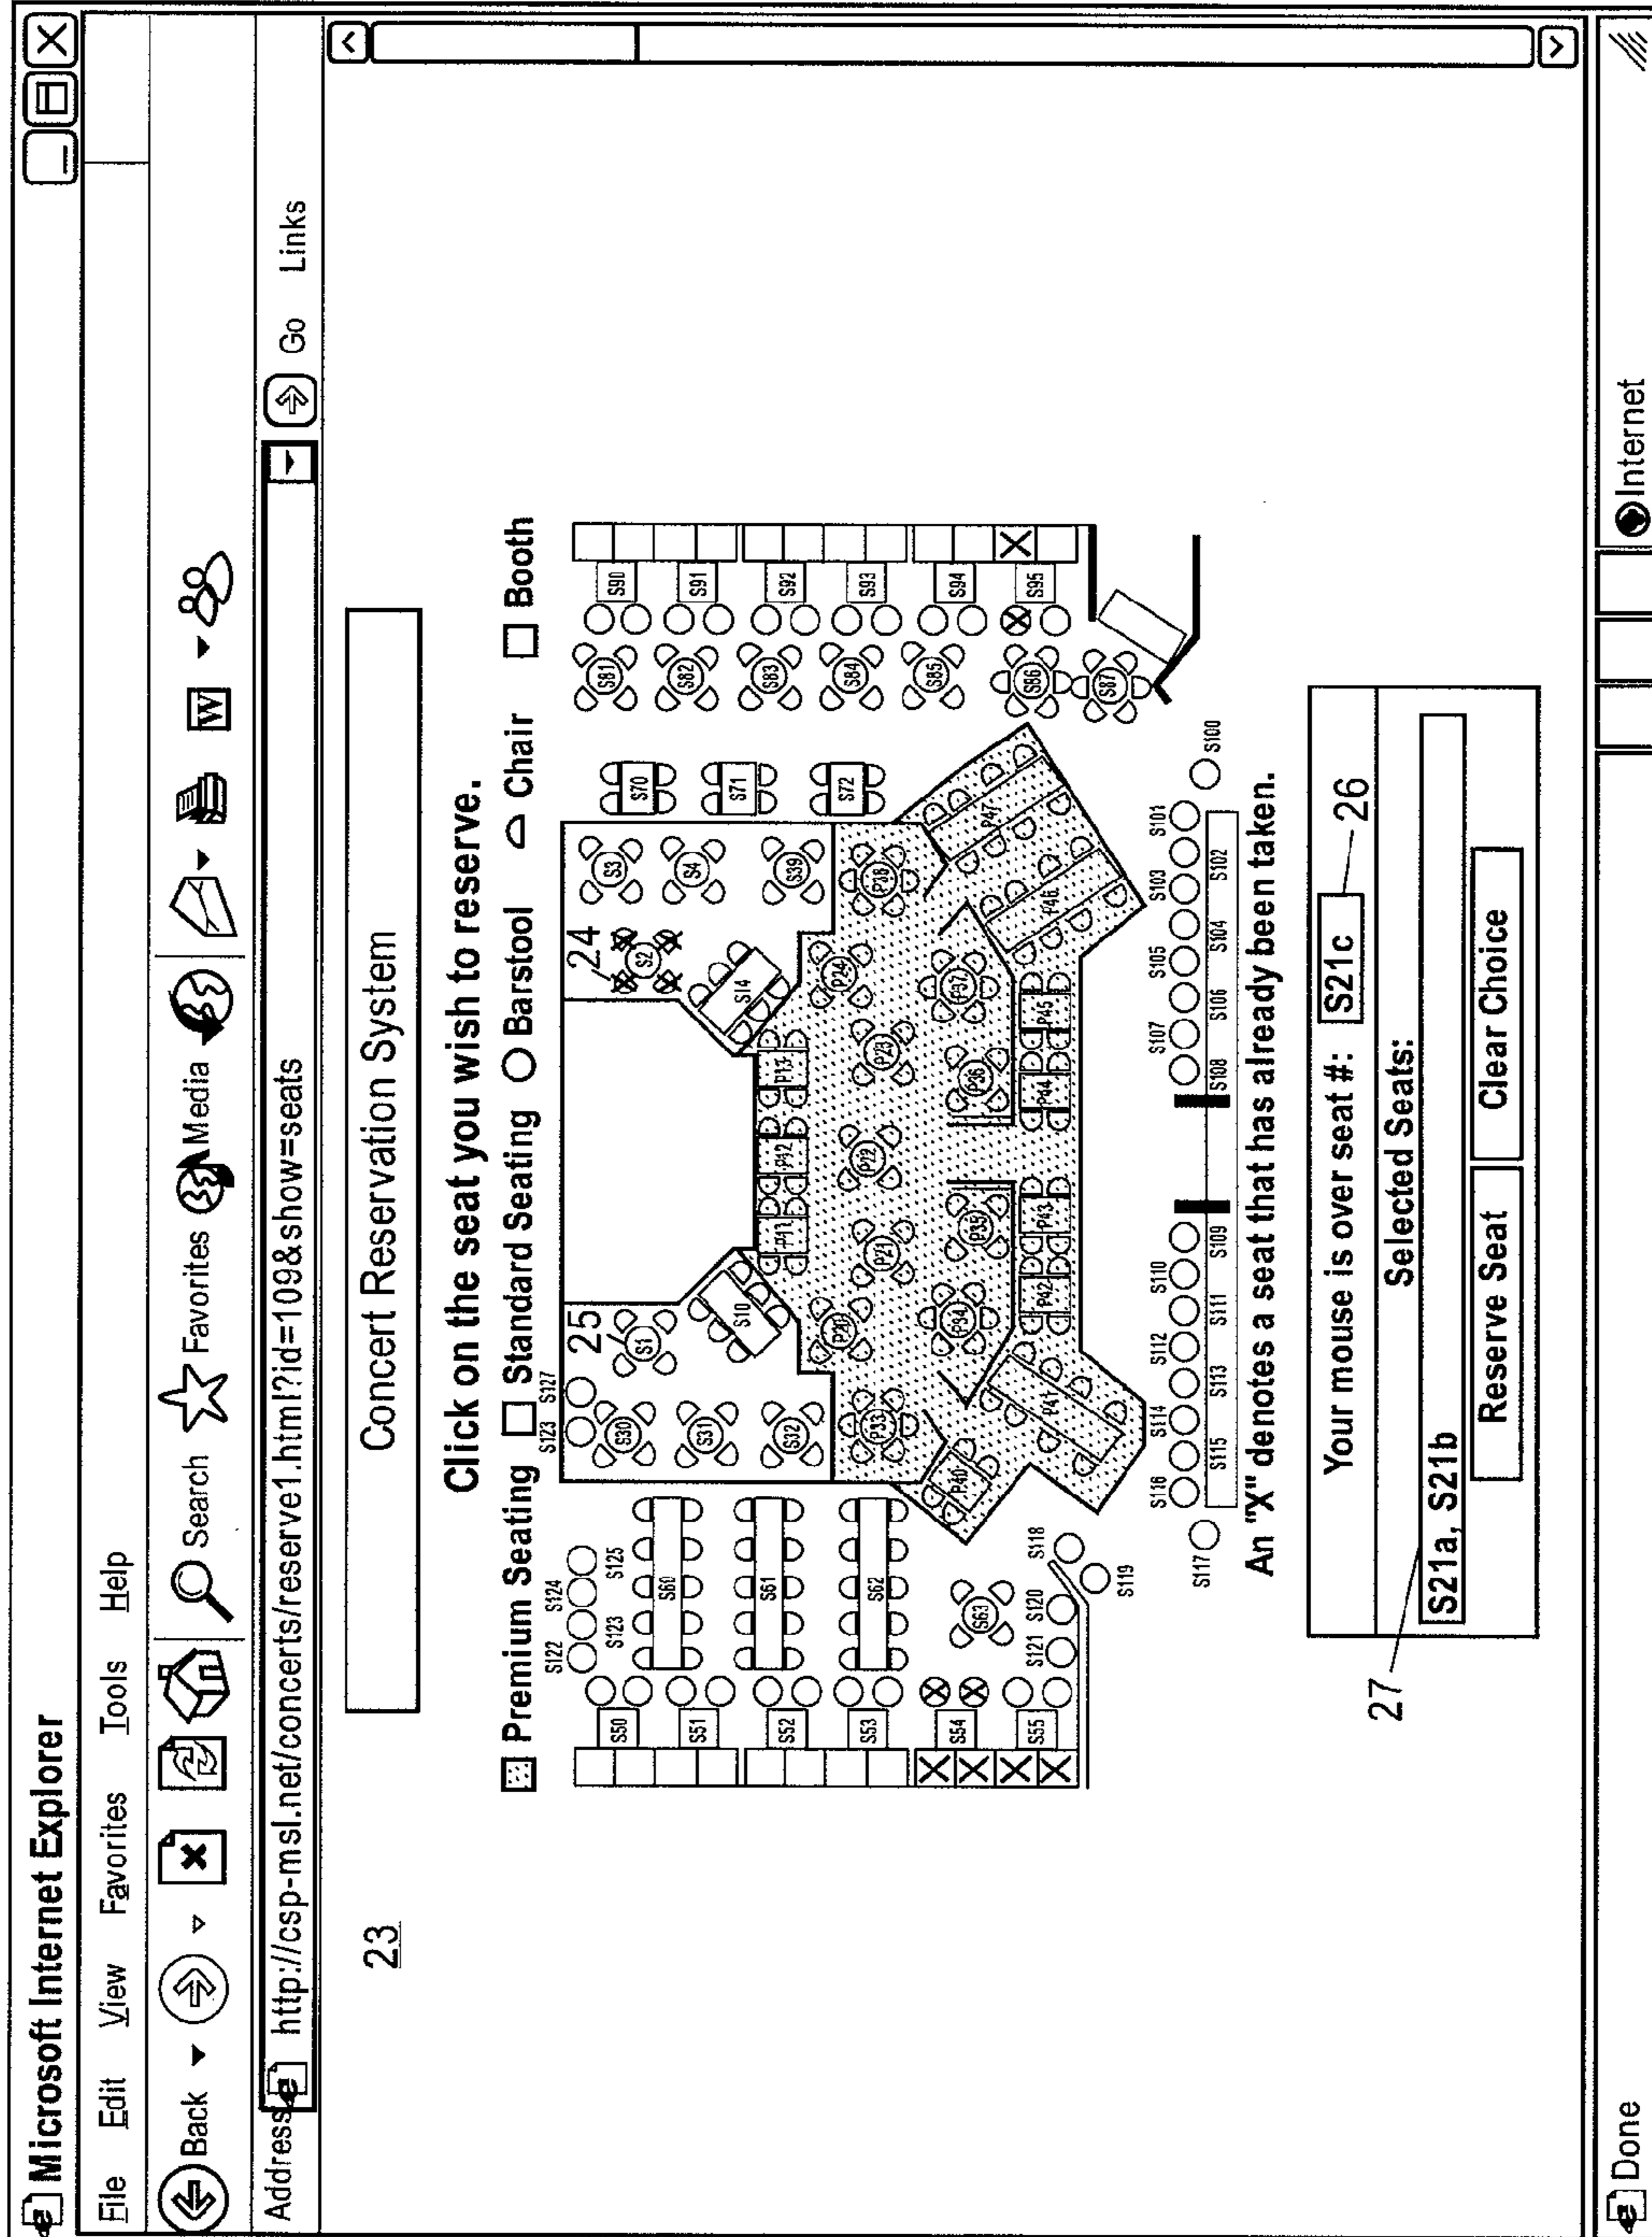 Microsoft Internet Explorer
File Edit View Favorites Tools Help
Back Search Favorites Media W
Address http://csp-msl.net/concerts/reserve1.html?id=109&show=seats Go Links
23
Concert Reservation System
Click on the seat you wish to reserve.
Premium Seating Standard Seating Barstool Chair Booth
S122 S124 S123 S127 25 24
S123 S125
S50 S60 S30 S1 S2 S3 S70 S81 S90
S51 S61 S31 S10 S14 S4 S71 S82 S91
S52 S32 P11 P12 P13 S39 S83 S92
S53 S62 P20 P24 S72 S84 S93
P33 P21 P22 P23 P38
S54 S63 P40 P34 P35 P36 P37 P47 S85 S94
S55 P41 P42 P43 P44 P45 P46 S86 S95
S121 S120 S118 S87
S119
S117 S116 S114 S112 S110 S107 S105 S103 S101 S100
S115 S113 S111 S109 S108 S106 S104 S102
An "X" denotes a seat that has already been taken.
Your mouse is over seat #: S21c 26
27 Selected Seats:
S21a, S21b
Reserve Seat Clear Choice
Done Internet